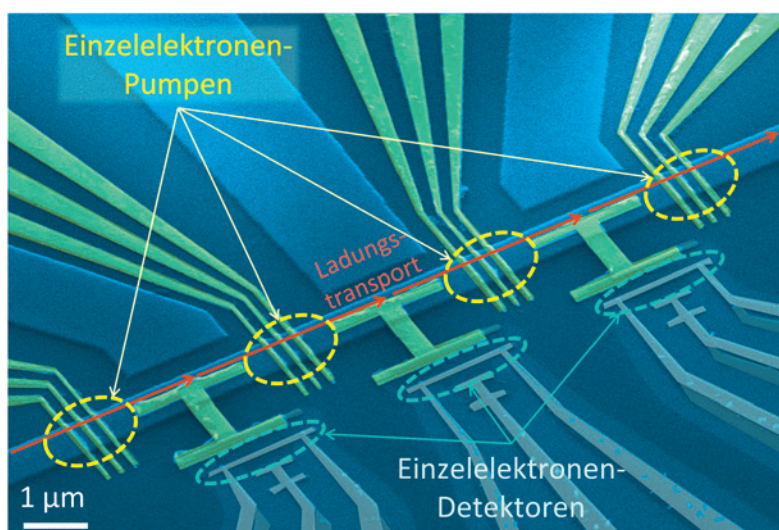 Einzelelektronen-
Pumpen
Ladungs-
transport
Einzelelektronen-
Detektoren
1 µm